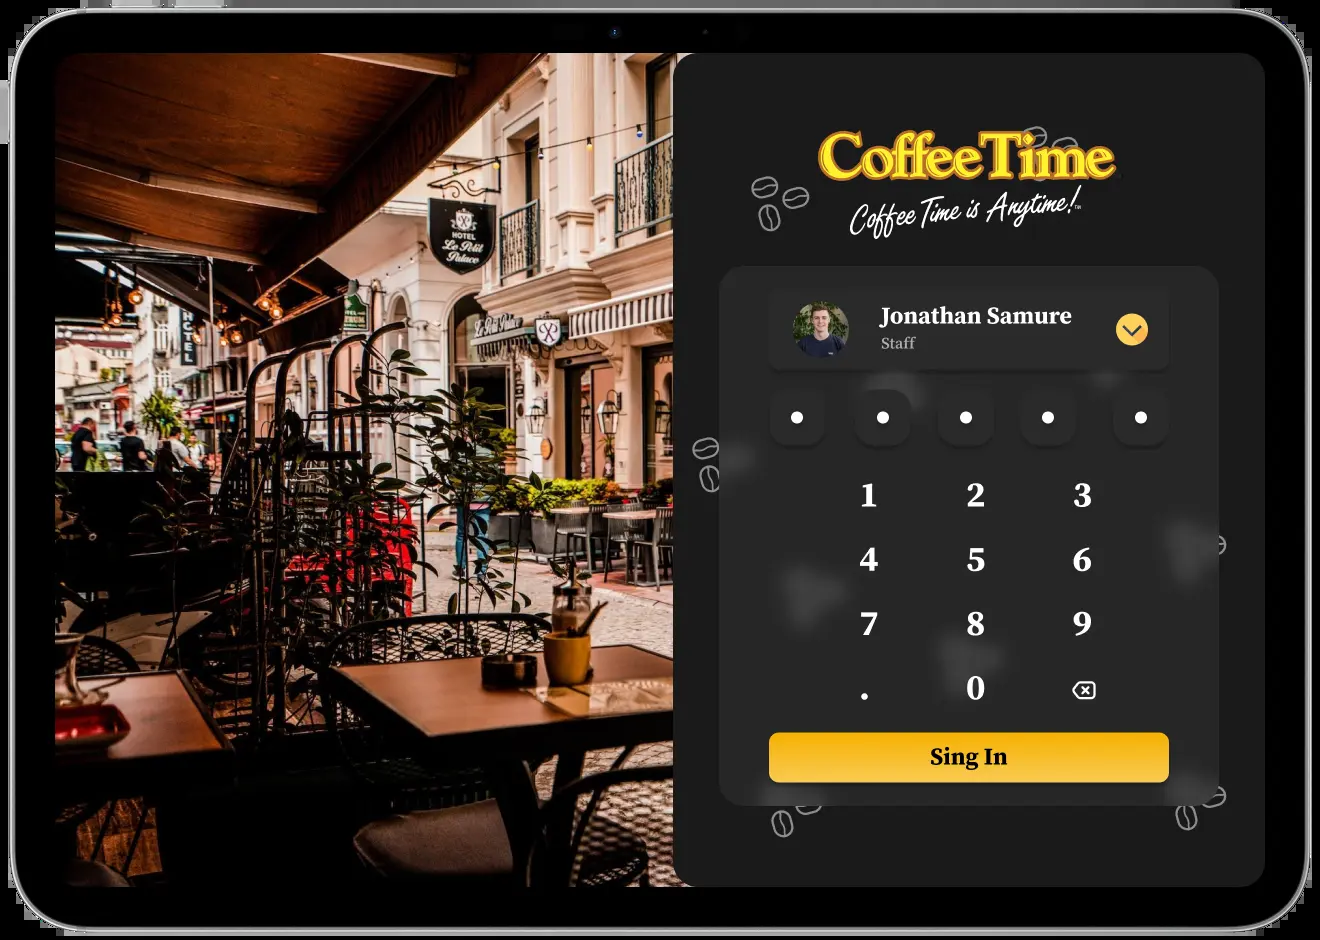 HOTEL
Le Petit
Palace
HOTEL
Le Petit Palace
CoffeeTime
Coffee Time is Anytime!™
Jonathan Samure
Staff
1 2 3
4 5 6
7 8 9
. 0
Sing In